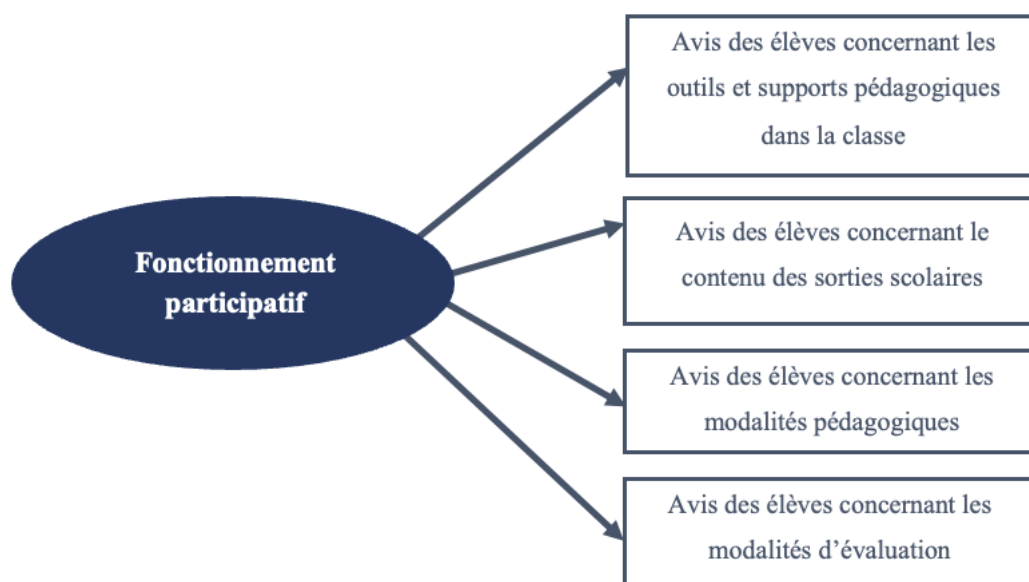 Avis des élèves concernant les
outils et supports pédagogiques
dans la classe
Fonctionnement
participatif
Avis des élèves concernant le
contenu des sorties scolaires
Avis des élèves concernant les
modalités pédagogiques
Avis des élèves concernant les
modalités d’évaluation